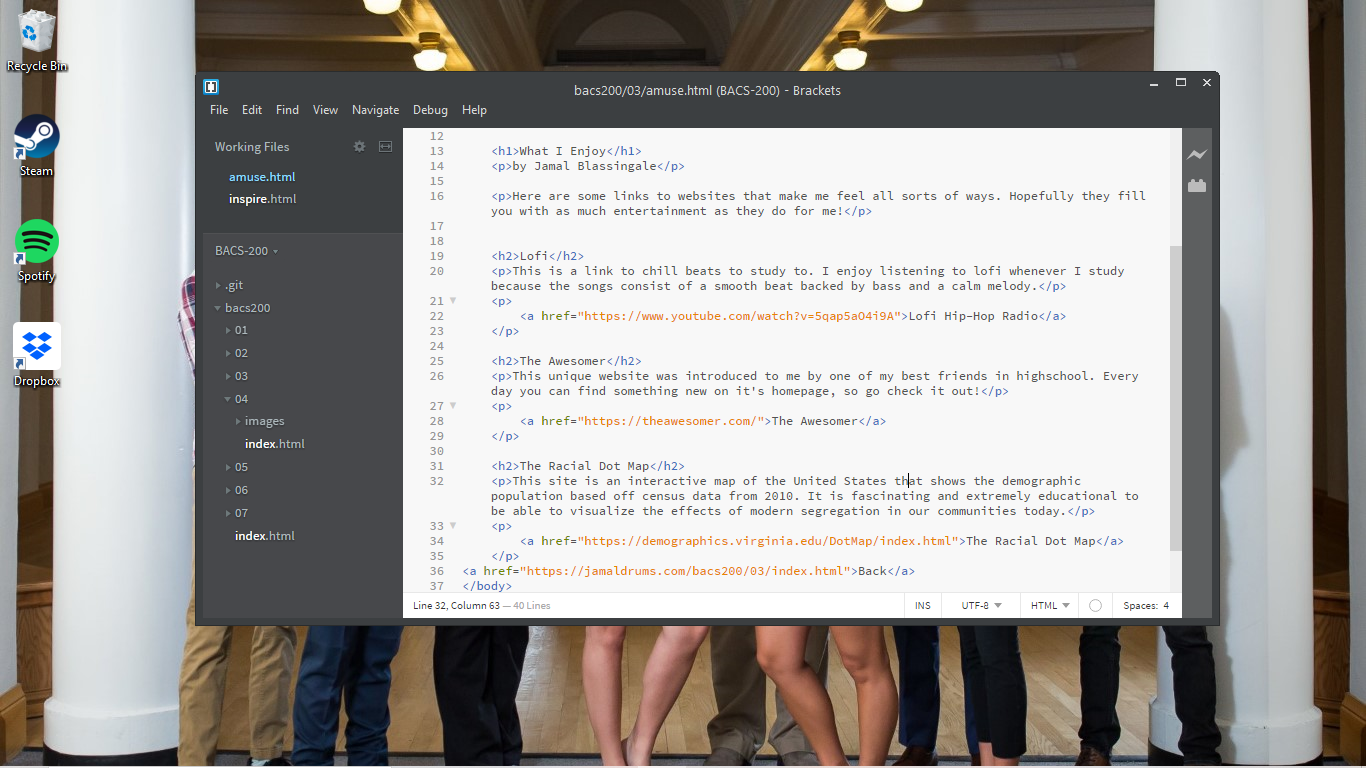 Recycle Bin
Steam
Spotify
Dropbox
bacs200/03/amuse.html (BACS-200) - Brackets
File Edit Find View Navigate Debug Help
Working Files
amuse.html
inspire.html
BACS-200
.git
bacs200
01
02
03
04
images
index.html
05
06
07
index.html
12
13 <h1>What I Enjoy</h1>
14 <p>by Jamal Blassingale</p>
15
16 <p>Here are some links to websites that make me feel all sorts of ways. Hopefully they fill
you with as much entertainment as they do for me!</p>
17
18
19 <h2>Lofi</h2>
20 <p>This is a link to chill beats to study to. I enjoy listening to lofi whenever I study
because the songs consist of a smooth beat backed by bass and a calm melody.</p>
21 <p>
22 <a href="https://www.youtube.com/watch?v=5qap5aO4i9A">Lofi Hip-Hop Radio</a>
23 </p>
24
25 <h2>The Awesomer</h2>
26 <p>This unique website was introduced to me by one of my best friends in highschool. Every
day you can find something new on it's homepage, so go check it out!</p>
27 <p>
28 <a href="https://theawesomer.com/">The Awesomer</a>
29 </p>
30
31 <h2>The Racial Dot Map</h2>
32 <p>This site is an interactive map of the United States that shows the demographic
population based off census data from 2010. It is fascinating and extremely educational to
be able to visualize the effects of modern segregation in our communities today.</p>
33 <p>
34 <a href="https://demographics.virginia.edu/DotMap/index.html">The Racial Dot Map</a>
35 </p>
36 <a href="https://jamaldrums.com/bacs200/03/index.html">Back</a>
37 </body>
Line 32, Column 63 — 40 Lines
INS UTF-8 HTML Spaces: 4